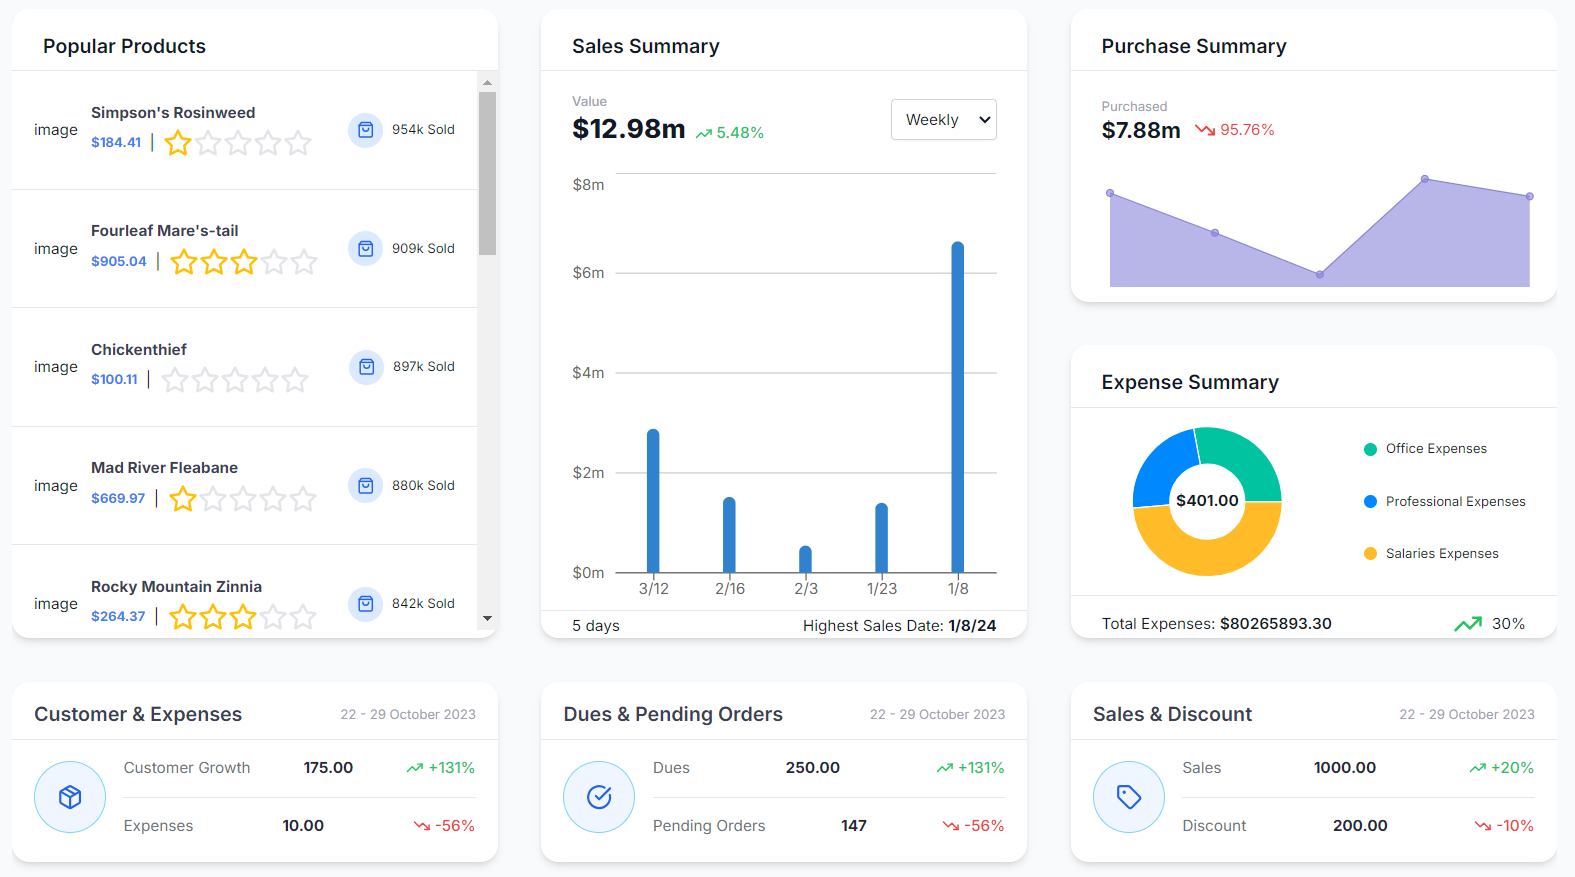 Popular Products
image
Simpson's Rosinweed
$184.41
954k Sold
image
Fourleaf Mare's-tail
$905.04
909k Sold
image
Chickenthief
$100.11
897k Sold
image
Mad River Fleabane
$669.97
880k Sold
image
Rocky Mountain Zinnia
$264.37
842k Sold
Sales Summary
Value
$12.98m 5.48%
Weekly
$8m
$6m
$4m
$2m
$0m
3/12 2/16 2/3 1/23 1/8
5 days
Highest Sales Date: 1/8/24
Purchase Summary
Purchased
$7.88m 95.76%
Expense Summary
$401.00
Office Expenses
Professional Expenses
Salaries Expenses
Total Expenses: $80265893.30
30%
Customer & Expenses
22 - 29 October 2023
Customer Growth 175.00 +131%
Expenses 10.00 -56%
Dues & Pending Orders
22 - 29 October 2023
Dues 250.00 +131%
Pending Orders 147 -56%
Sales & Discount
22 - 29 October 2023
Sales 1000.00 +20%
Discount 200.00 -10%